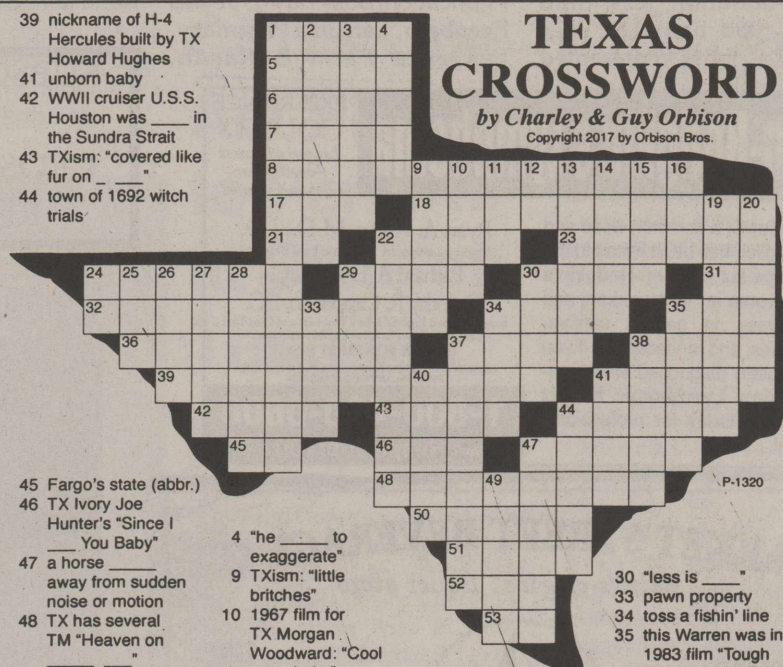 39 nickname of H-4
Hercules built by TX
Howard Hughes
41 unborn baby
42 WWII cruiser U.S.S.
Houston was ____ in
the Sundra Strait
43 TXism: "covered like
fur on _ ___"
44 town of 1692 witch
trials
TEXAS
CROSSWORD
by Charley & Guy Orbison
Copyright 2017 by Orbison Bros.
1 2 3 4
5
6
7
8 9 10 11 12 13 14 15 16
17 18 19 20
21 22 23
24 25 26 27 28 29 30 31
32 33 34 35
36 37 38
39 40 41
42 43 44
45 46 47
48 49
50
51
52
53
P-1320
45 Fargo's state (abbr.)
46 TX Ivory Joe
Hunter's "Since I
___ You Baby"
47 a horse _____
away from sudden
noise or motion
48 TX has several
TM "Heaven on
____ ___"
4 "he ____ to
exaggerate"
9 TXism: "little
britches"
10 1967 film for
TX Morgan
Woodward: "Cool
30 "less is ____"
33 pawn property
34 toss a fishin' line
35 this Warren was in
1983 film "Tough